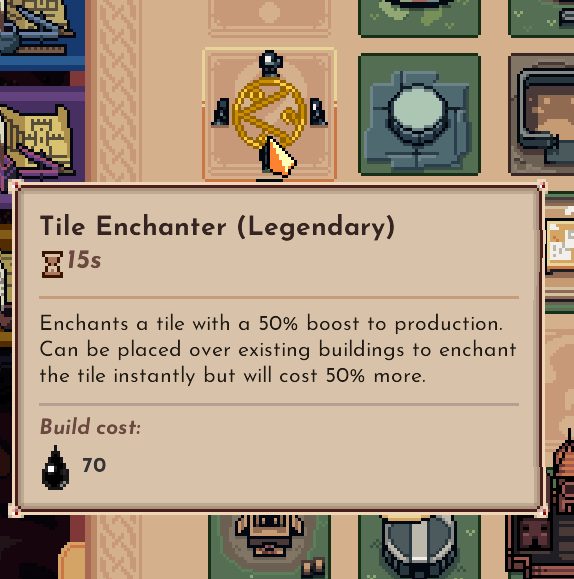 Tile Enchanter (Legendary)
15s
Enchants a tile with a 50% boost to production.
Can be placed over existing buildings to enchant
the tile instantly but will cost 50% more.
Build cost:
70